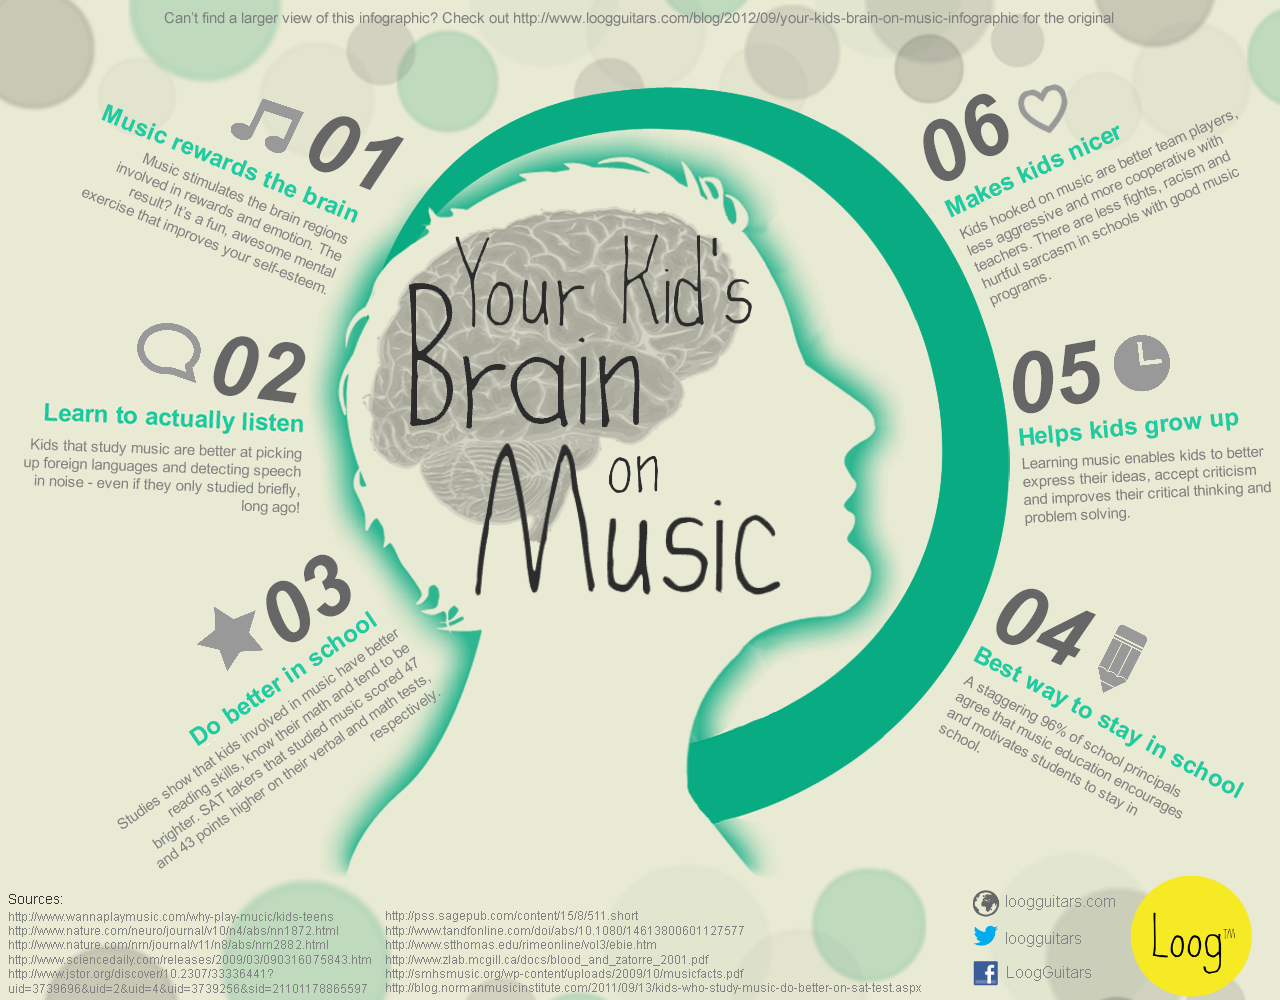 Can't find a larger view of this infographic? Check out http://www.loogguitars.com/blog/2012/09/your-kids-brain-on-music-infographic for the original
Your Kid's
Brain
on
Music
01
Music rewards the brain
Music stimulates the brain regions
involved in rewards and emotion. The
result? It's a fun, awesome mental
exercise that improves your self-esteem.
02
Learn to actually listen
Kids that study music are better at picking
up foreign languages and detecting speech
in noise - even if they only studied briefly,
long ago!
03
Do better in school
Studies show that kids involved in music have better
reading skills, know their math and tend to be
brighter. SAT takers that studied music scored 47
and 43 points higher on their verbal and math tests,
respectively.
04
Best way to stay in school
A staggering 96% of school principals
agree that music education encourages
and motivates students to stay in
school.
05
Helps kids grow up
Learning music enables kids to better
express their ideas, accept criticism
and improves their critical thinking and
problem solving.
06
Makes kids nicer
Kids hooked on music are better team players,
less aggressive and more cooperative with
teachers. There are less fights, racism and
hurtful sarcasm in schools with good music
programs.
Sources:
http://www.wannaplaymusic.com/why-play-mucic/kids-teens
http://www.nature.com/neuro/journal/v10/n4/abs/nn1872.html
http://www.nature.com/nrn/journal/v11/n8/abs/nrn2882.html
http://www.sciencedaily.com/releases/2009/03/090316075843.htm
http://www.jstor.org/discover/10.2307/33336441?
uid=3739696&uid=2&uid=4&uid=3739256&sid=21101178865597
http://pss.sagepub.com/content/15/8/511.short
http://www.tandfonline.com/doi/abs/10.1080/14613800601127577
http://www.stthomas.edu/rimeonline/vol3/ebie.htm
http://www.zlab.mcgill.ca/docs/blood_and_zatorre_2001.pdf
http://smhsmusic.org/wp-content/uploads/2009/10/musicfacts.pdf
http://blog.normanmusicinstitute.com/2011/09/13/kids-who-study-music-do-better-on-sat-test.aspx
loogguitars.com
loogguitars
LoogGuitars
Loog™